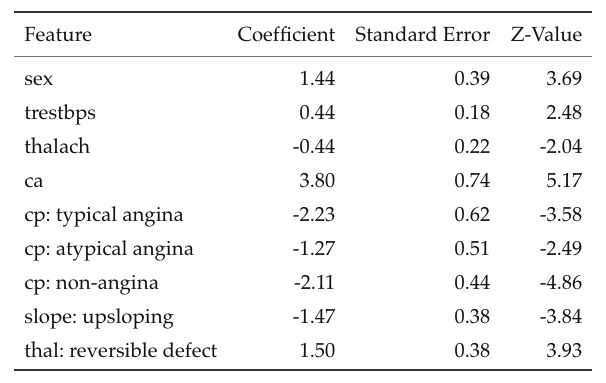 Feature Coefficient Standard Error Z-Value
sex 1.44 0.39 3.69
trestbps 0.44 0.18 2.48
thalach -0.44 0.22 -2.04
ca 3.80 0.74 5.17
cp: typical angina -2.23 0.62 -3.58
cp: atypical angina -1.27 0.51 -2.49
cp: non-angina -2.11 0.44 -4.86
slope: upsloping -1.47 0.38 -3.84
thal: reversible defect 1.50 0.38 3.93